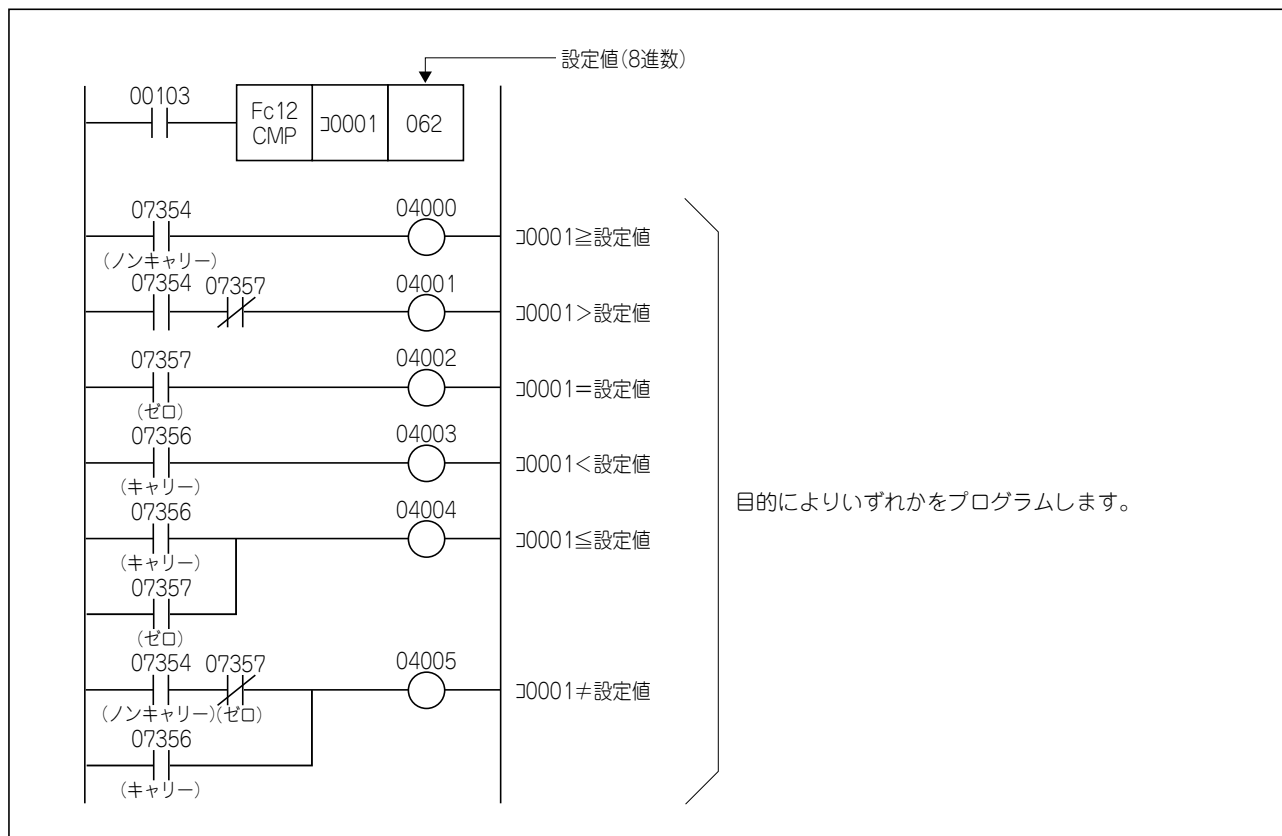 設定値(8進数)
00103
Fc12 CMP コ0001 062
07354 04000
コ0001≧設定値
(ノンキャリー)
07354 07357 04001
コ0001>設定値
07357 04002
コ0001=設定値
(ゼロ)
07356 04003
コ0001<設定値
(キャリー)
07356 04004
コ0001≦設定値
(キャリー)
07357
(ゼロ)
07354 07357 04005
コ0001≠設定値
(ノンキャリー)(ゼロ)
07356
(キャリー)
目的によりいずれかをプログラムします。